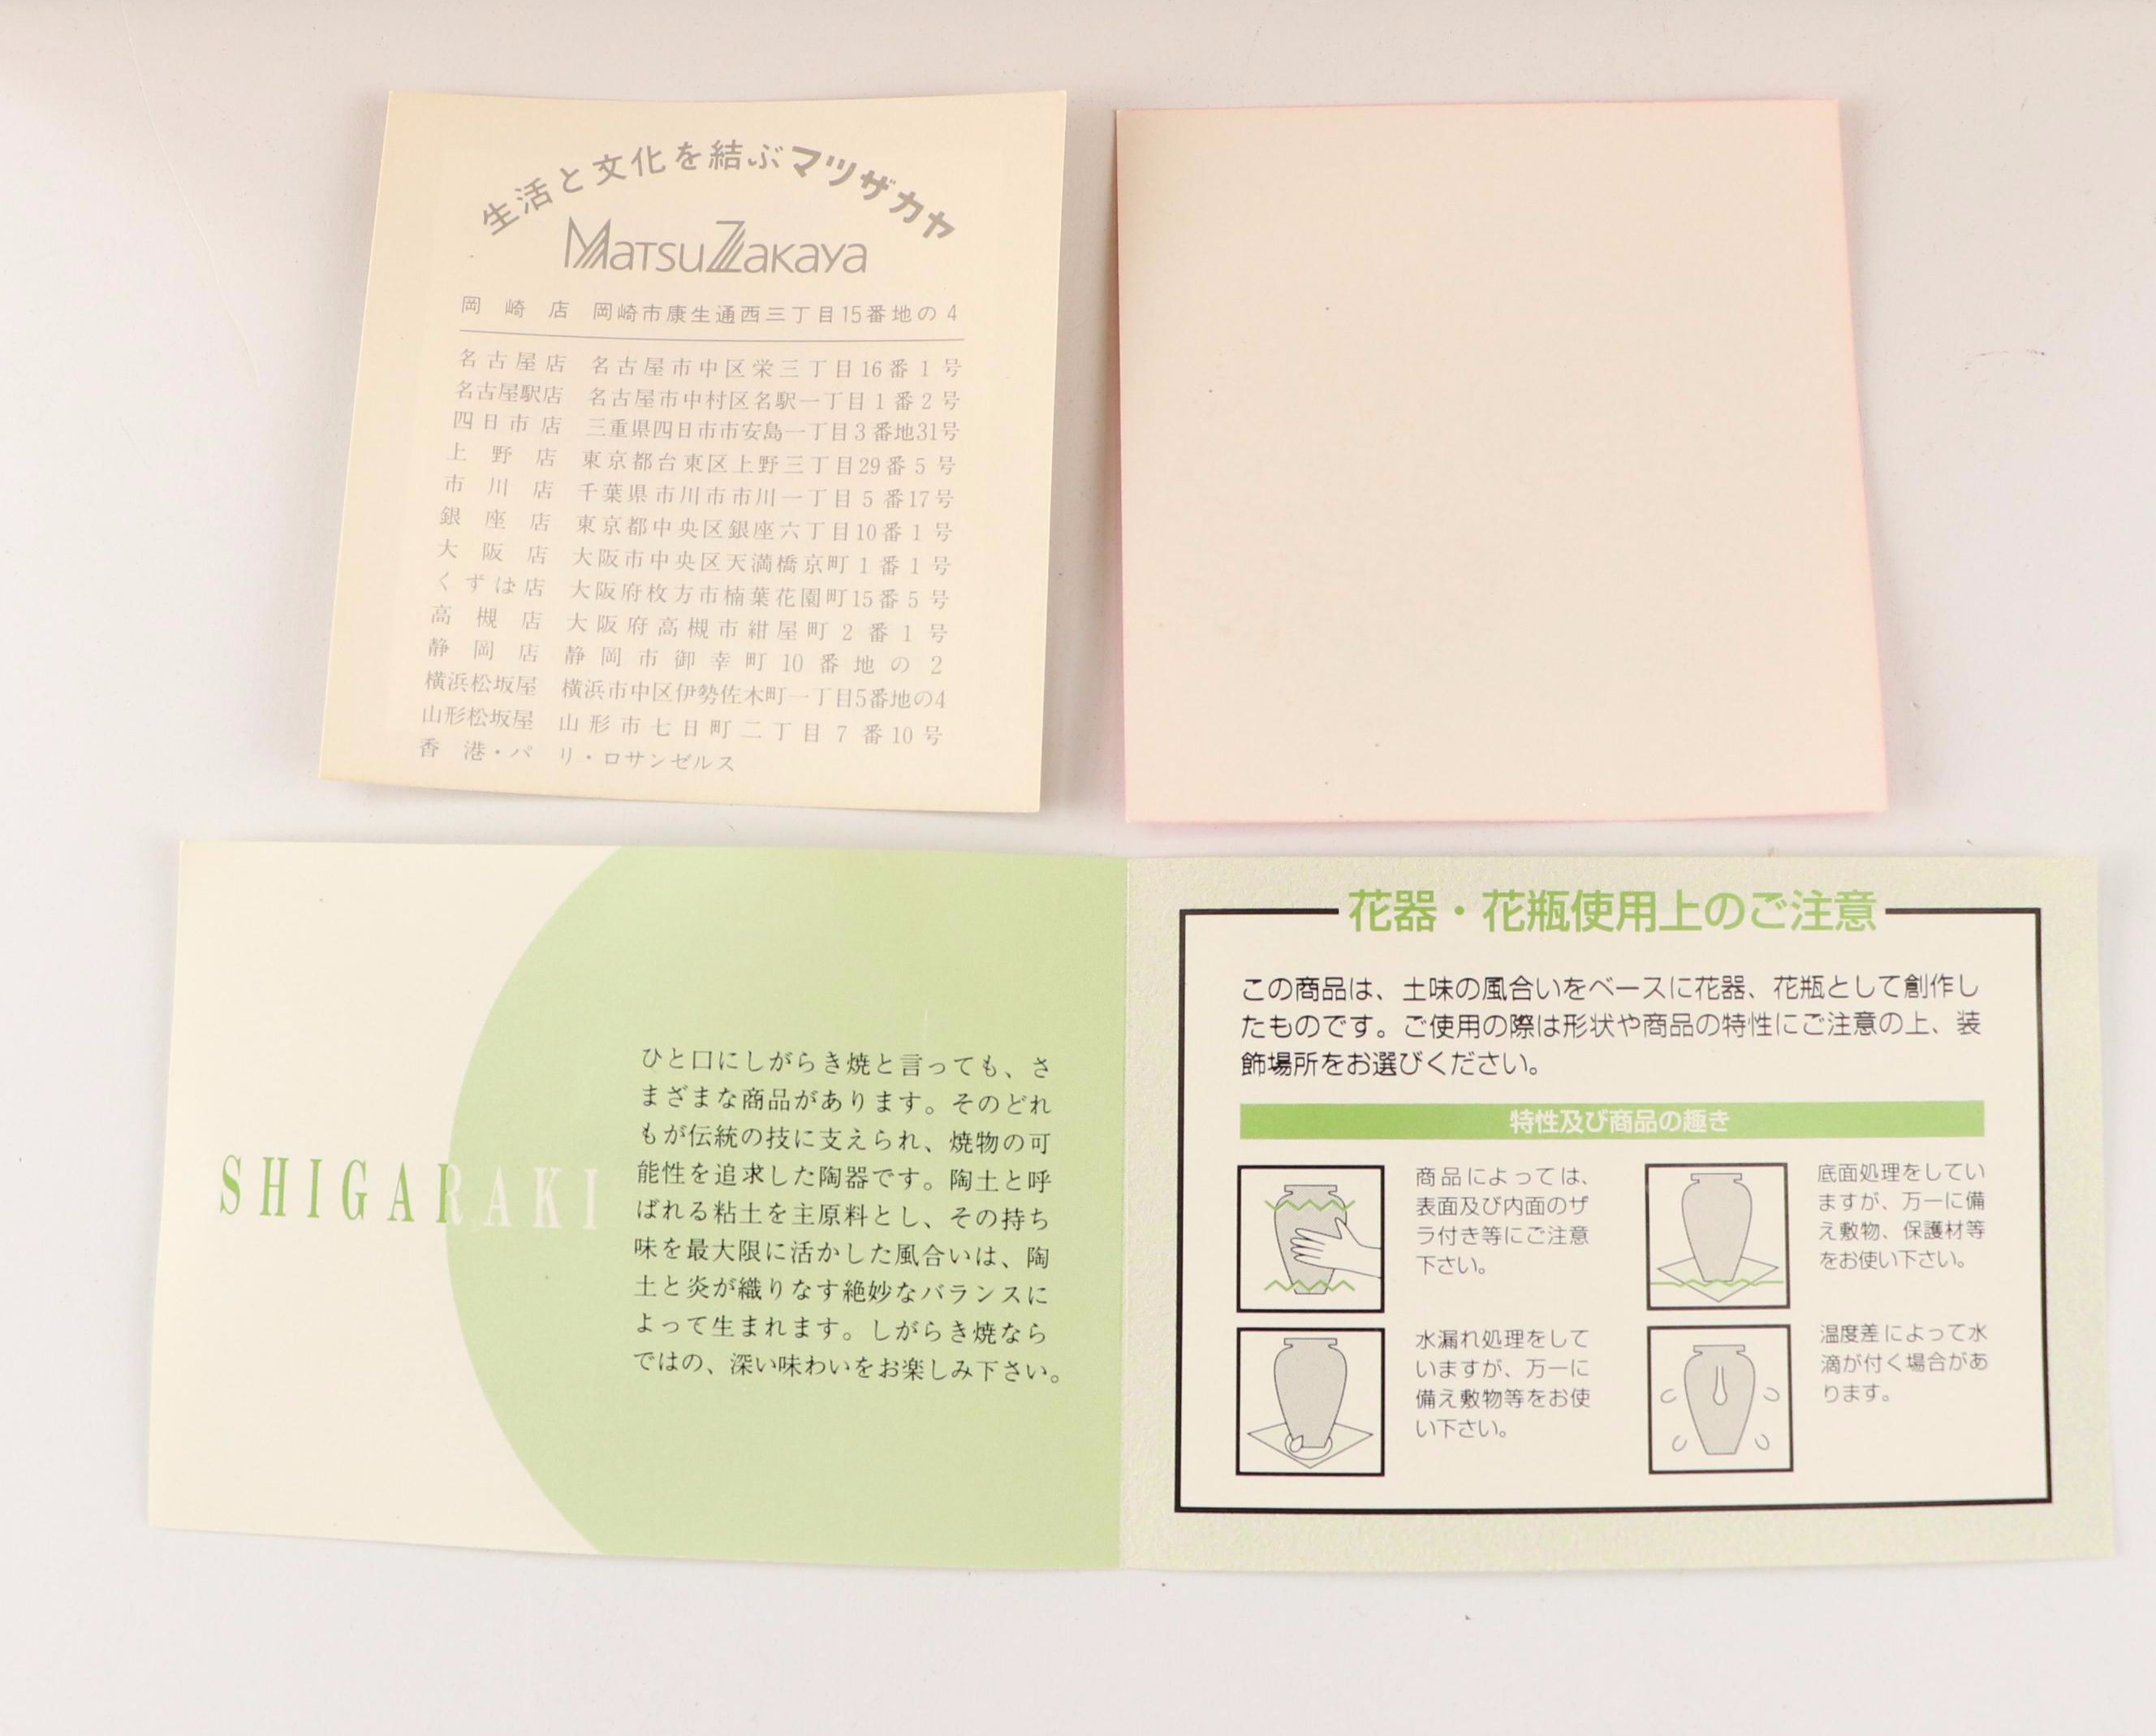 生活と文化を結ぶマツザカヤ
MATSUZAKAYA
岡崎店 岡崎市康生通西三丁目15番地の4
名古屋店 名古屋市中区栄三丁目16番1号
名古屋駅店 名古屋市中村区名駅一丁目1番2号
四日市店 三重県四日市市安島一丁目3番地31号
上野店 東京都台東区上野三丁目29番5号
市川店 千葉県市川市市川一丁目5番17号
銀座店 東京都中央区銀座六丁目10番1号
大阪店 大阪市中央区天満橋京町1番1号
くずは店 大阪府枚方市楠葉花園町15番5号
高槻店 大阪府高槻市紺屋町2番1号
静岡店 静岡市御幸町10番地の2
横浜松坂屋 横浜市中区伊勢佐木町一丁目5番地の4
山形松坂屋 山形市七日町二丁目7番10号
香港・パリ・ロサンゼルス
SHIGARAKI
ひと口にしがらき焼と言っても、さ
まざまな商品があります。そのどれ
もが伝統の技に支えられ、焼物の可
能性を追求した陶器です。陶土と呼
ばれる粘土を主原料とし、その持ち
味を最大限に活かした風合いは、陶
土と炎が織りなす絶妙なバランスに
よって生まれます。しがらき焼なら
ではの、深い味わいをお楽しみ下さい。
花器・花瓶使用上のご注意
この商品は、土味の風合いをベースに花器、花瓶として創作し
たものです。ご使用の際は形状や商品の特性にご注意の上、装
飾場所をお選びください。
特性及び商品の趣き
商品によっては、
表面及び内面のザ
ラ付き等にご注意
下さい。
底面処理をしてい
ますが、万一に備
え敷物、保護材等
をお使い下さい。
水漏れ処理をして
いますが、万一に
備え敷物等をお使
い下さい。
温度差によって水
滴が付く場合があ
ります。